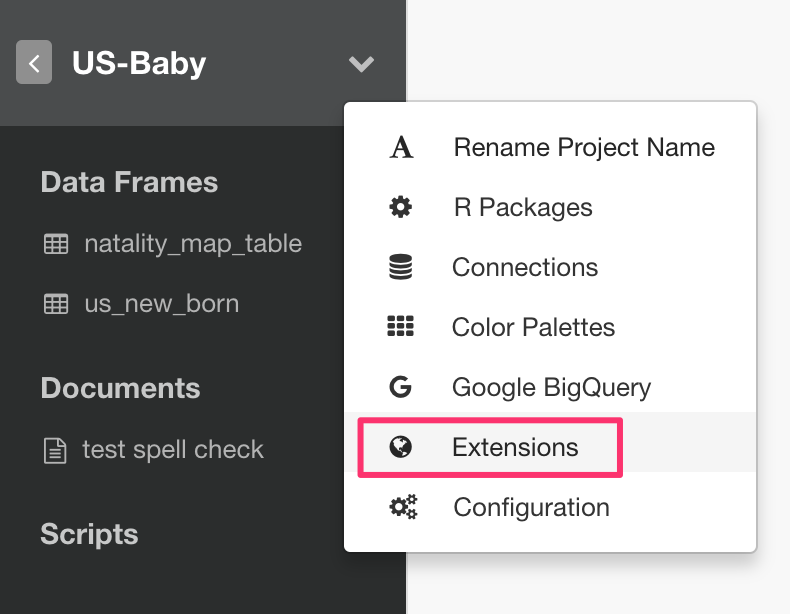 US-Baby
Data Frames
natality_map_table
us_new_born
Documents
test spell check
Scripts
Rename Project Name
R Packages
Connections
Color Palettes
Google BigQuery
Extensions
Configuration